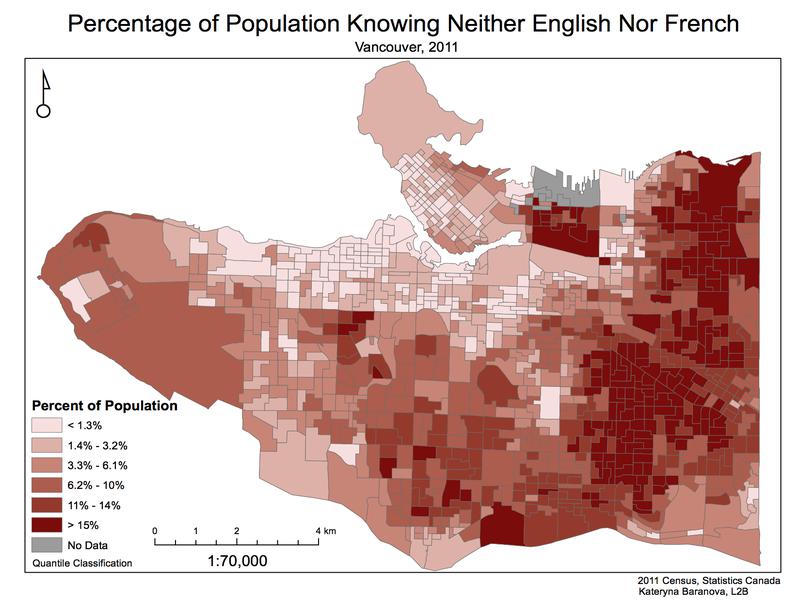 Percentage of Population Knowing Neither English Nor French
Vancouver, 2011
Percent of Population
< 1.3%
1.4% - 3.2%
3.3% - 6.1%
6.2% - 10%
11% - 14%
> 15%
No Data
Quantile Classification
0 1 2 4 km
1:70,000
2011 Census, Statistics Canada
Kateryna Baranova, L2B